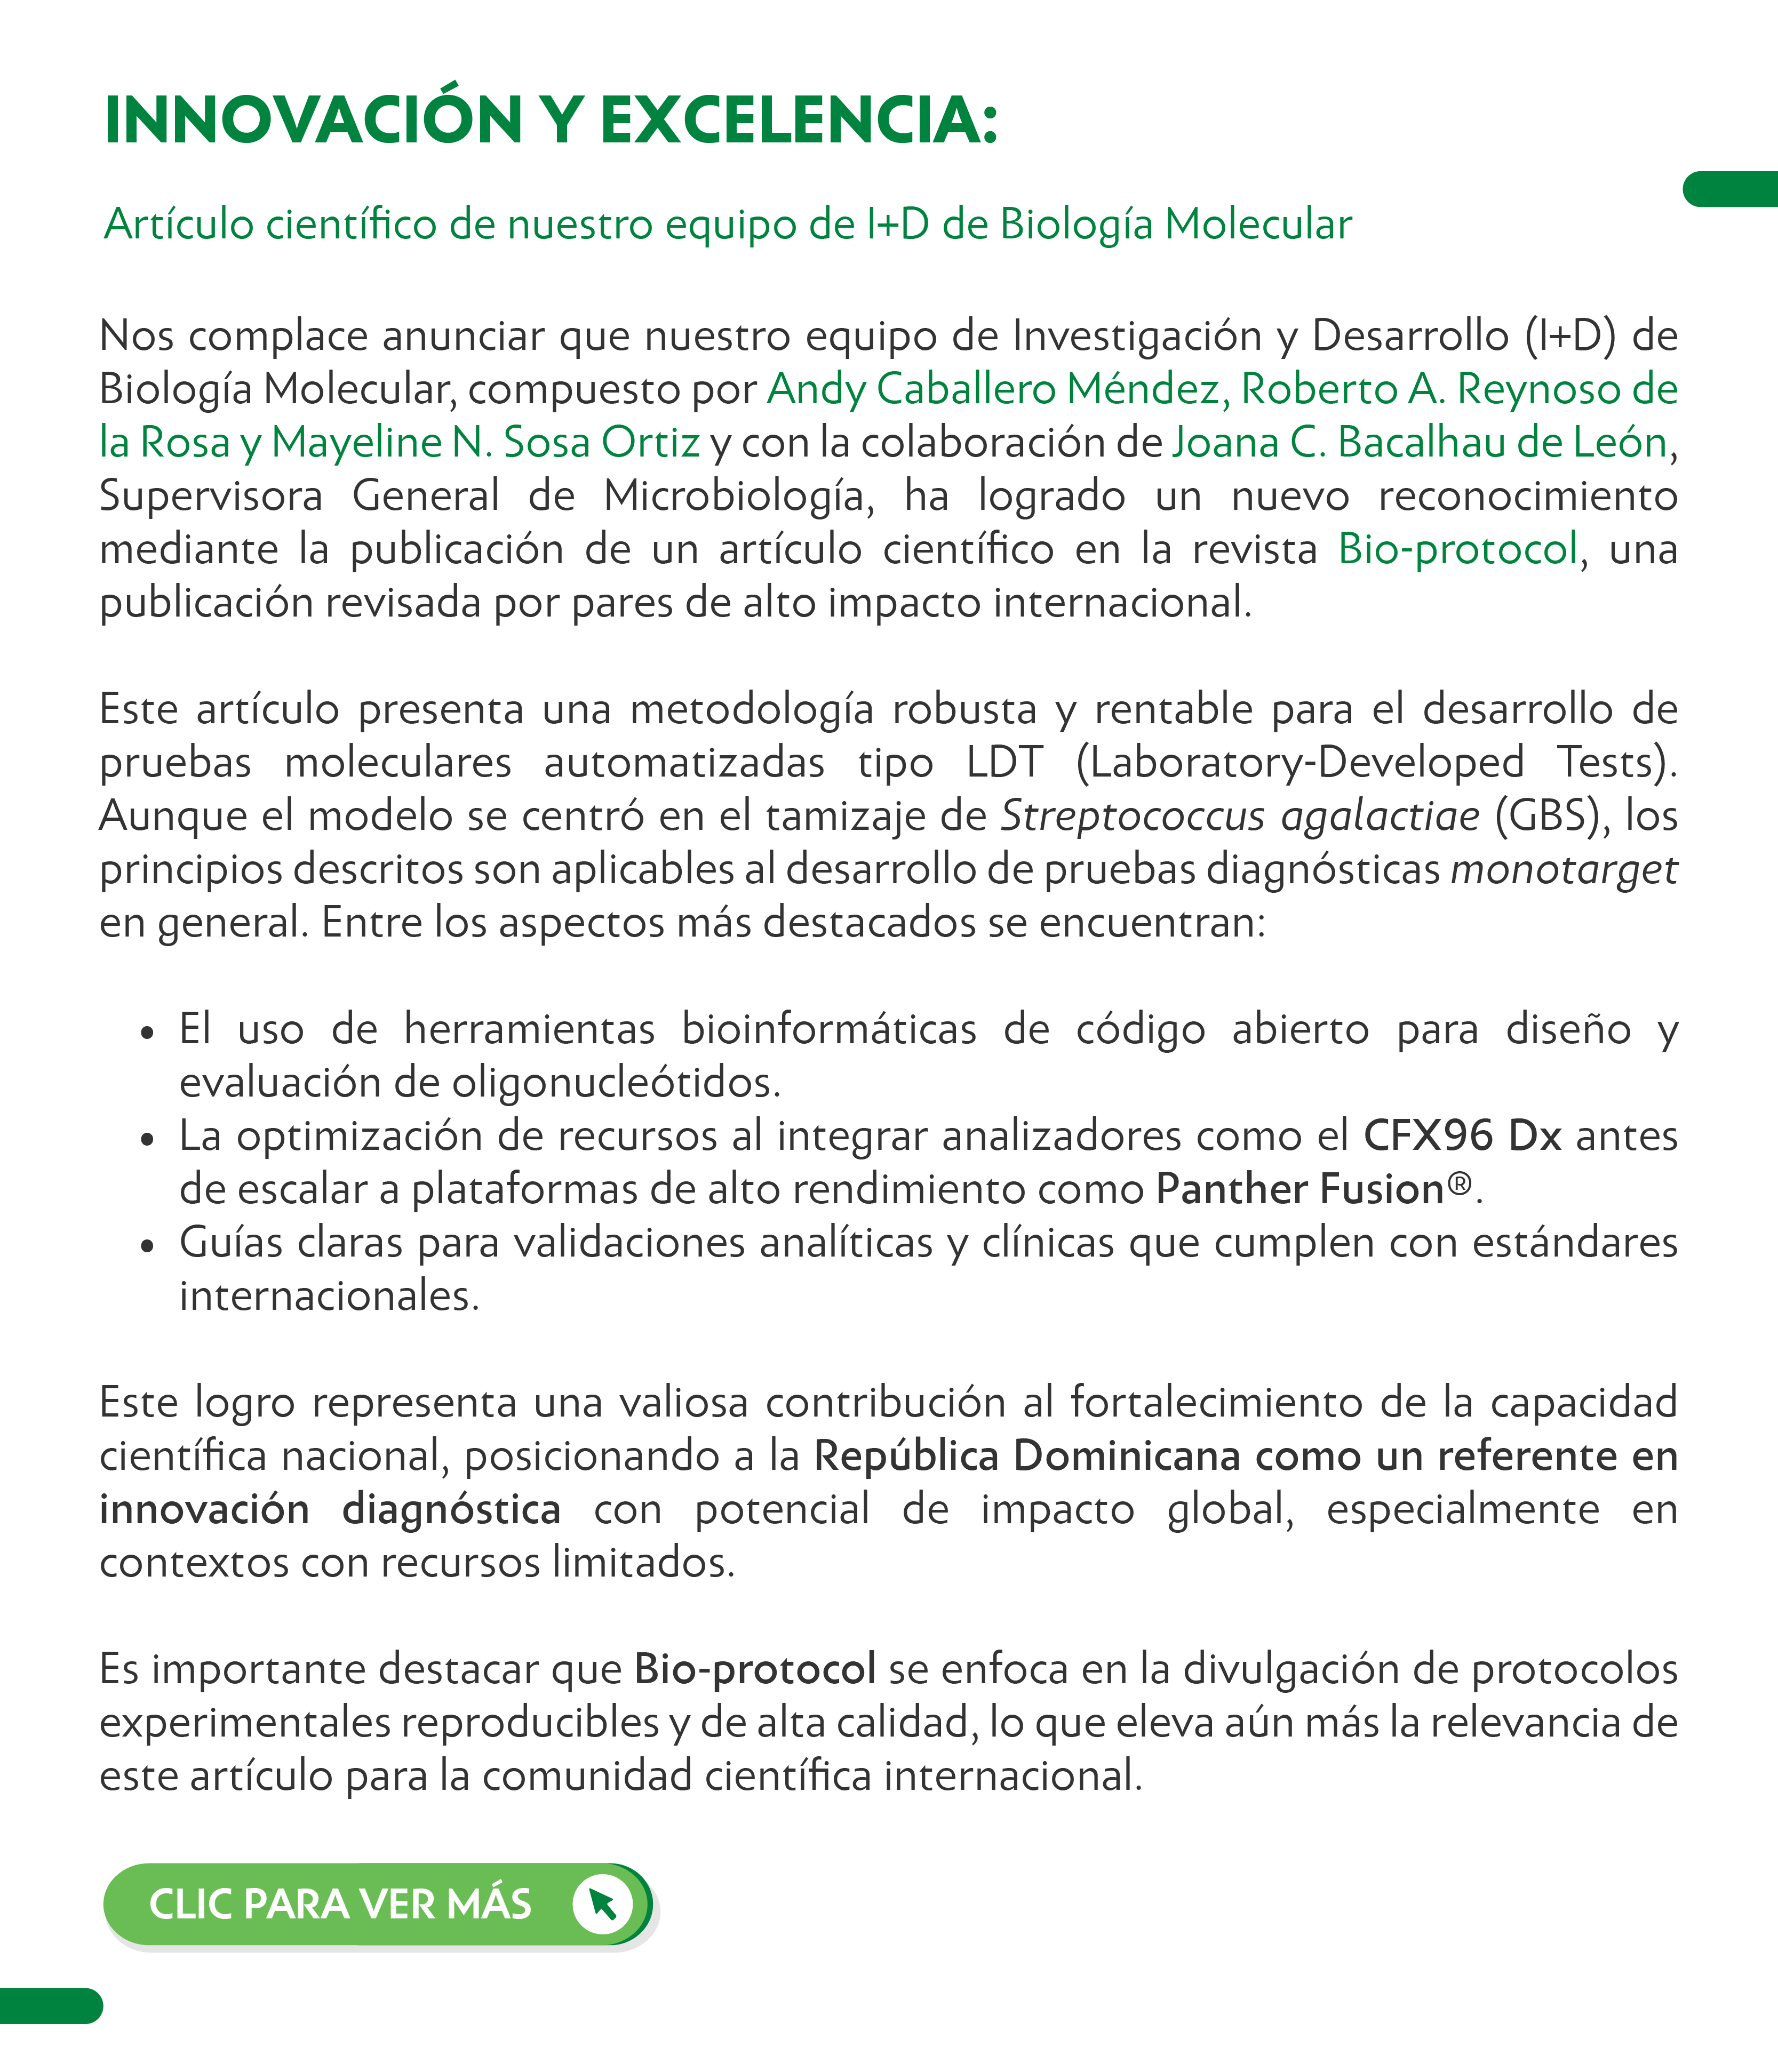 INNOVACIÓN Y EXCELENCIA:
Artículo científico de nuestro equipo de I+D de Biología Molecular
Nos complace anunciar que nuestro equipo de Investigación y Desarrollo (I+D) de
Biología Molecular, compuesto por Andy Caballero Méndez, Roberto A. Reynoso de
la Rosa y Mayeline N. Sosa Ortiz y con la colaboración de Joana C. Bacalhau de León,
Supervisora General de Microbiología, ha logrado un nuevo reconocimiento
mediante la publicación de un artículo científico en la revista Bio-protocol, una
publicación revisada por pares de alto impacto internacional.
Este artículo presenta una metodología robusta y rentable para el desarrollo de
pruebas moleculares automatizadas tipo LDT (Laboratory-Developed Tests).
Aunque el modelo se centró en el tamizaje de Streptococcus agalactiae (GBS), los
principios descritos son aplicables al desarrollo de pruebas diagnósticas monotarget
en general. Entre los aspectos más destacados se encuentran:
• El uso de herramientas bioinformáticas de código abierto para diseño y
evaluación de oligonucleótidos.
• La optimización de recursos al integrar analizadores como el CFX96 Dx antes
de escalar a plataformas de alto rendimiento como Panther Fusion®.
• Guías claras para validaciones analíticas y clínicas que cumplen con estándares
internacionales.
Este logro representa una valiosa contribución al fortalecimiento de la capacidad
científica nacional, posicionando a la República Dominicana como un referente en
innovación diagnóstica con potencial de impacto global, especialmente en
contextos con recursos limitados.
Es importante destacar que Bio-protocol se enfoca en la divulgación de protocolos
experimentales reproducibles y de alta calidad, lo que eleva aún más la relevancia de
este artículo para la comunidad científica internacional.
CLIC PARA VER MÁS